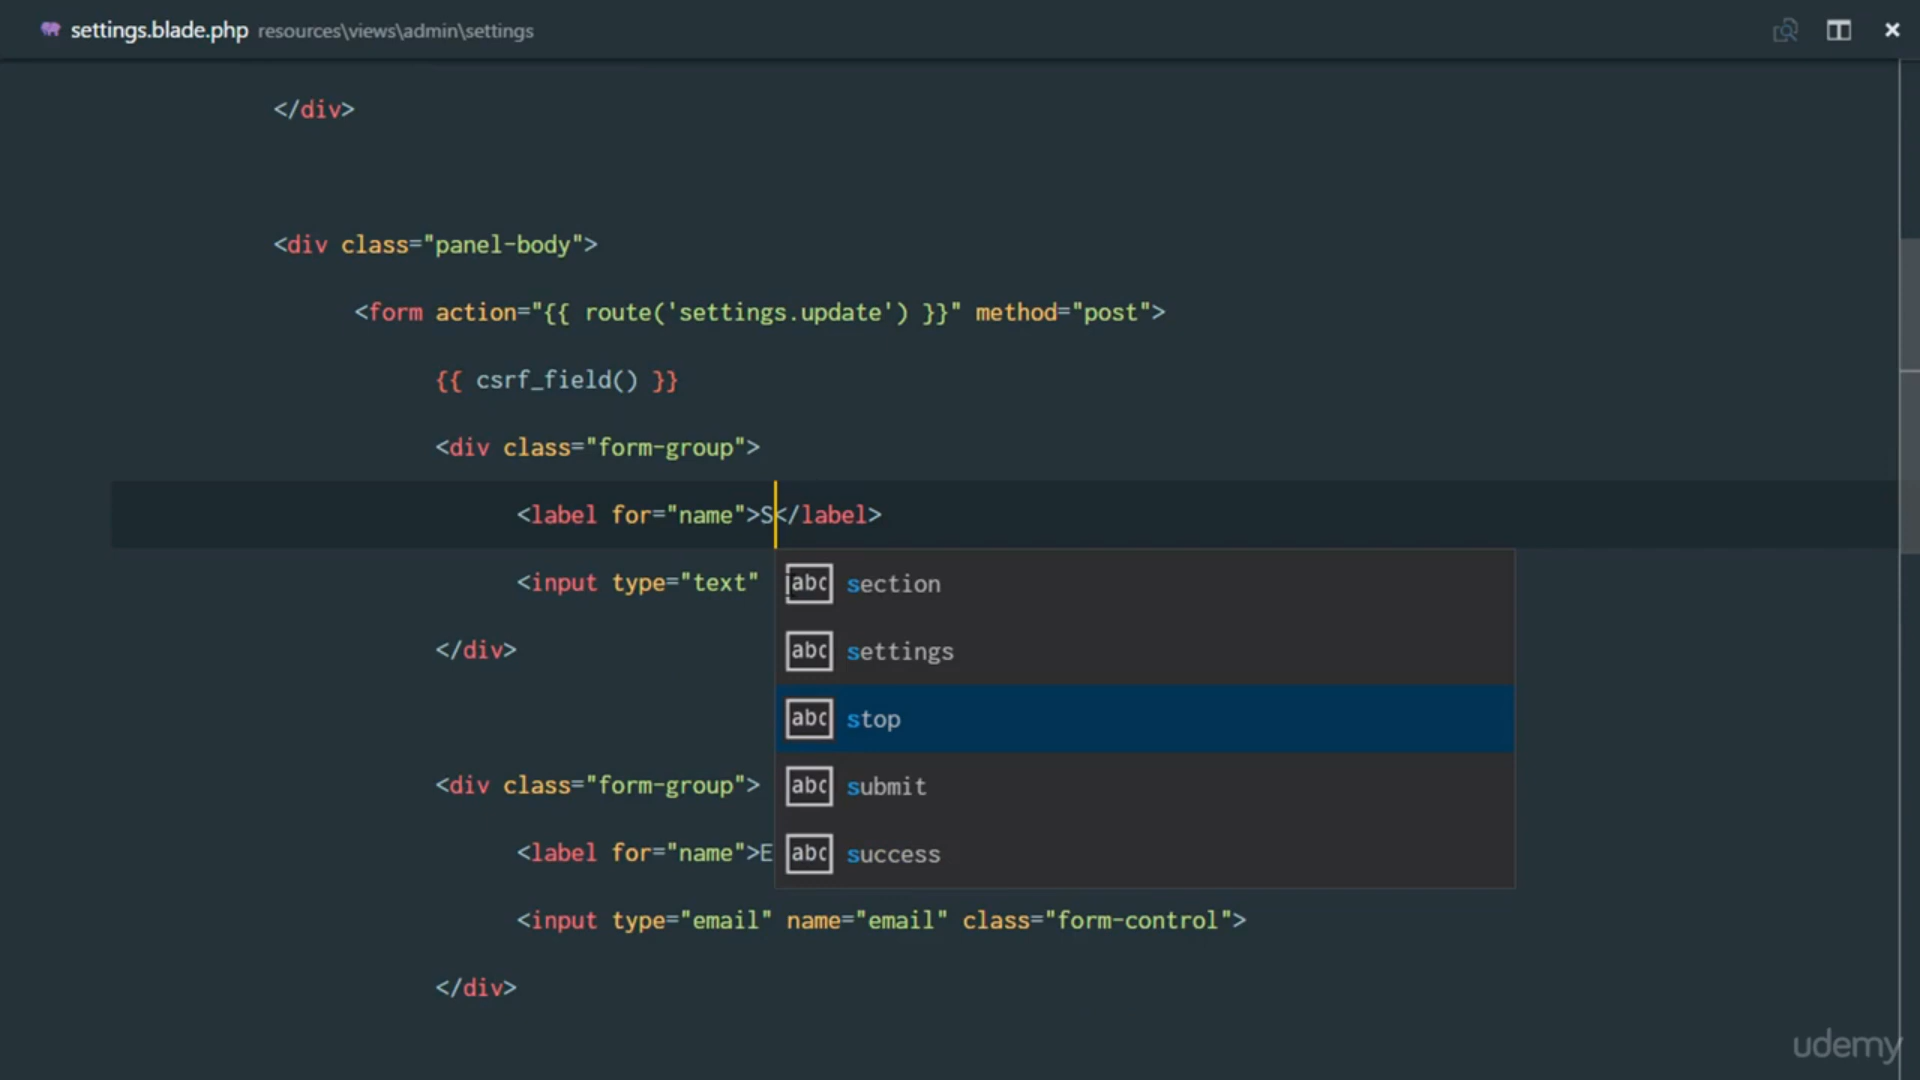 settings.blade.php resources\views\admin\settings
</div>
<div class="panel-body">
<form action="{{ route('settings.update') }}" method="post">
{{ csrf_field() }}
<div class="form-group">
<label for="name">S</label>
<input type="text"
abc section
abc settings
</div>
abc stop
<div class="form-group">
abc submit
<label for="name">E
abc success
<input type="email" name="email" class="form-control">
</div>
udemy